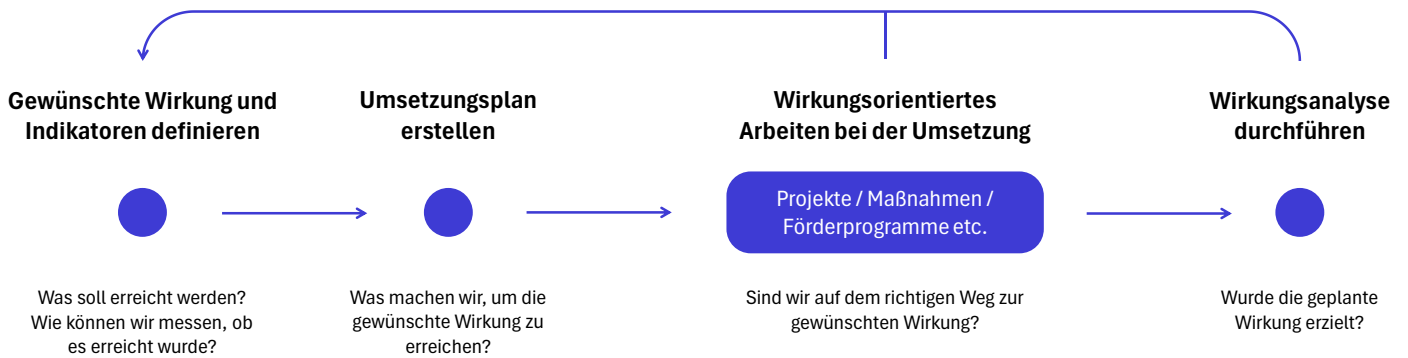 Gewünschte Wirkung und
Indikatoren definieren
Umsetzungsplan
erstellen
Wirkungsorientiertes
Arbeiten bei der Umsetzung
Wirkungsanalyse
durchführen
Projekte / Maßnahmen /
Förderprogramme etc.
Was soll erreicht werden?
Wie können wir messen, ob
es erreicht wurde?
Was machen wir, um die
gewünschte Wirkung zu
erreichen?
Sind wir auf dem richtigen Weg zur
gewünschten Wirkung?
Wurde die geplante
Wirkung erzielt?